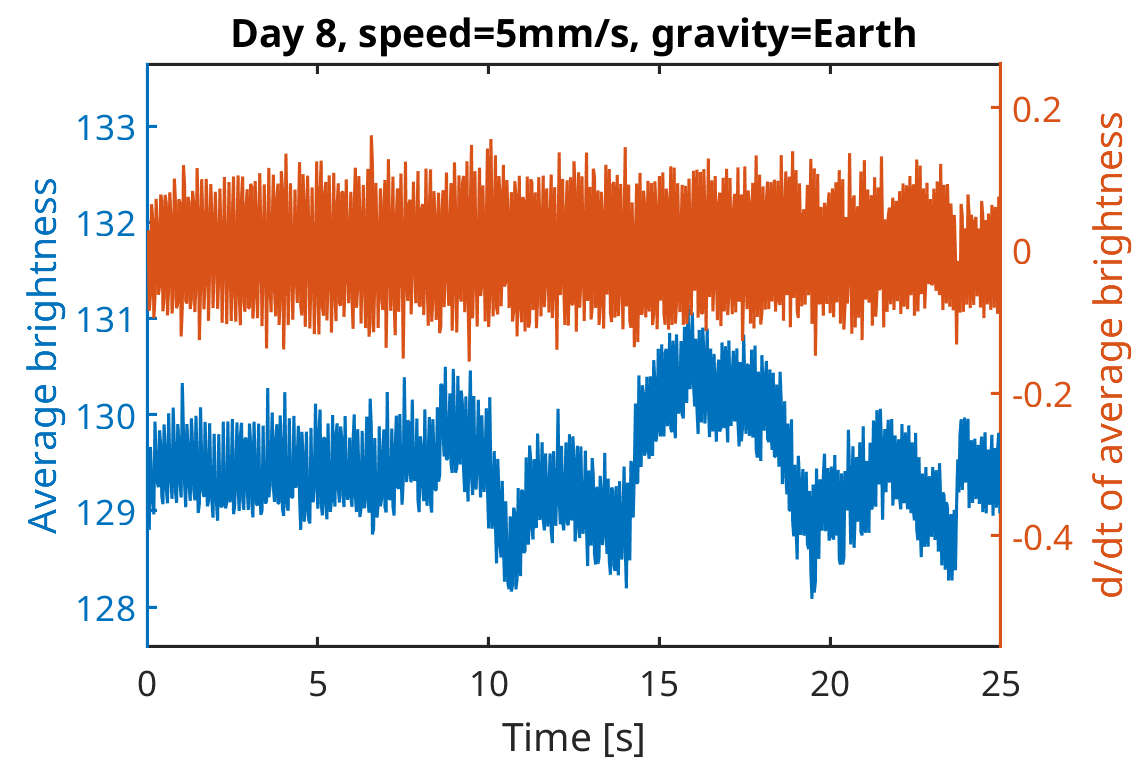 Day 8, speed=5mm/s, gravity=Earth
Average brightness
133
132
131
130
129
128
0.2
0
-0.2
-0.4
d/dt of average brightness
0 5 10 15 20 25
Time [s]